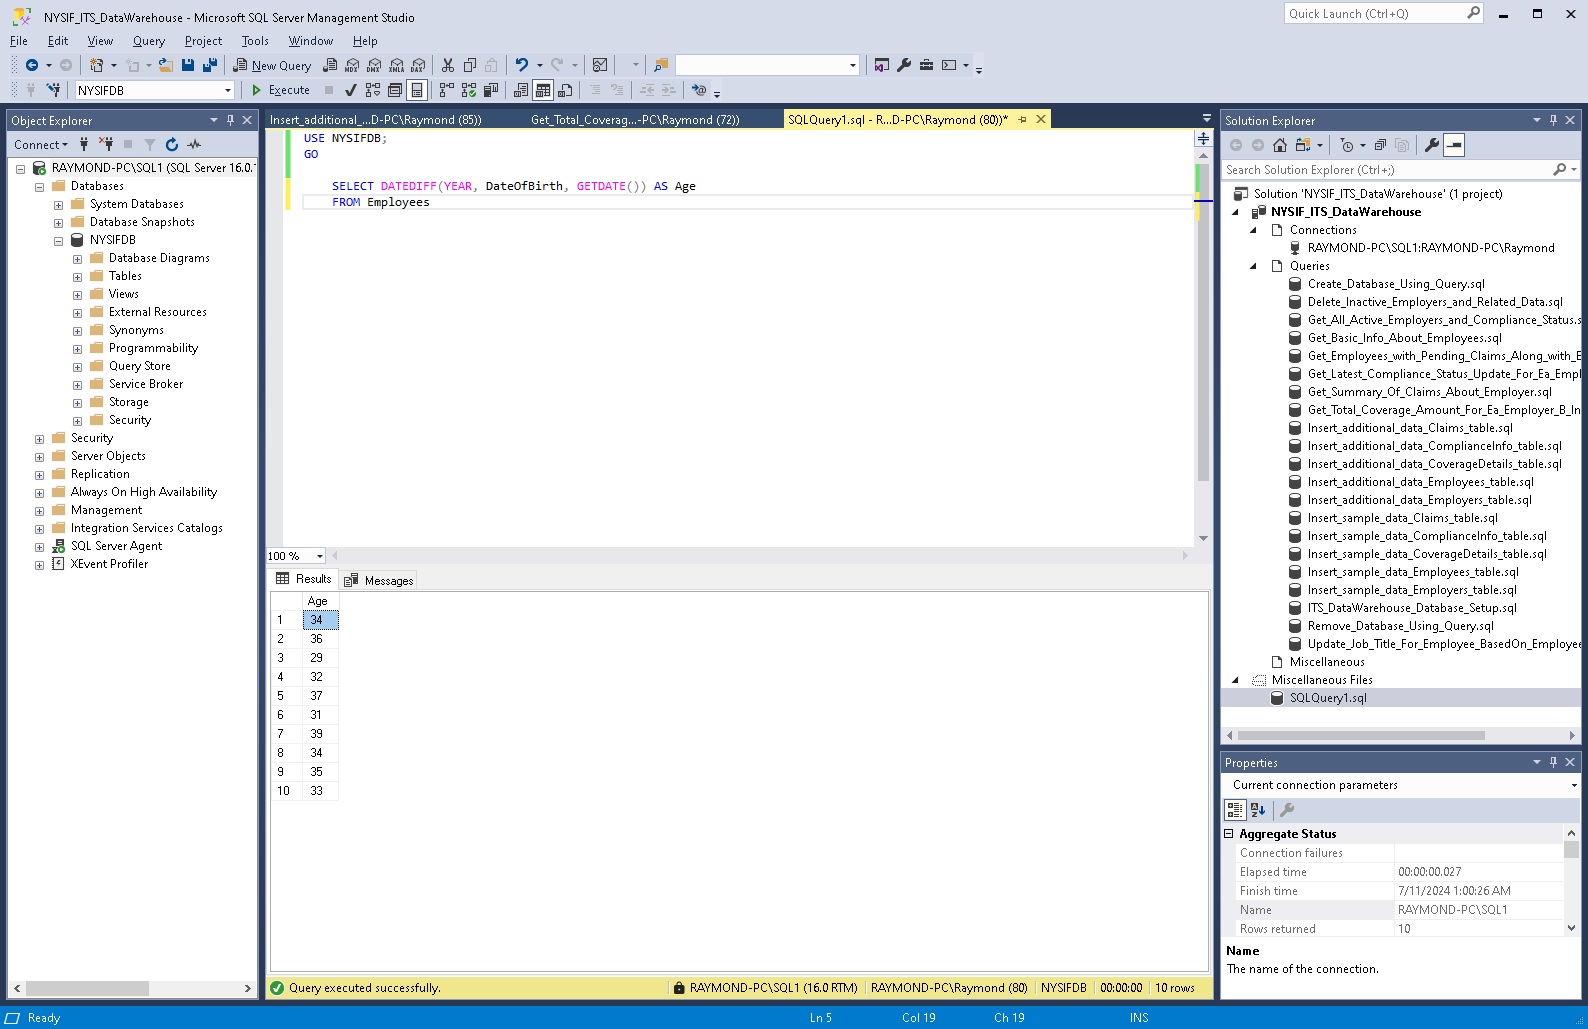 NYSIF_ITS_DataWarehouse - Microsoft SQL Server Management Studio
Quick Launch (Ctrl+Q)
File Edit View Query Project Tools Window Help
New Query
MDX DMX XMLA DAX
NYSIFDB
Execute
Object Explorer
Connect
RAYMOND-PC\SQL1 (SQL Server 16.0.
Databases
System Databases
Database Snapshots
NYSIFDB
Database Diagrams
Tables
Views
External Resources
Synonyms
Programmability
Query Store
Service Broker
Storage
Security
Security
Server Objects
Replication
Always On High Availability
Management
Integration Services Catalogs
SQL Server Agent
XEvent Profiler
Insert_additional_...D-PC\Raymond (85)) Get_Total_Coverag...-PC\Raymond (72)) SQLQuery1.sql - R...D-PC\Raymond (80))*
USE NYSIFDB;
GO
SELECT DATEDIFF(YEAR, DateOfBirth, GETDATE()) AS Age
FROM Employees
100 %
Results Messages
Age
1 34
2 36
3 29
4 32
5 37
6 31
7 39
8 34
9 35
10 33
Query executed successfully. RAYMOND-PC\SQL1 (16.0 RTM) RAYMOND-PC\Raymond (80) NYSIFDB 00:00:00 10 rows
Solution Explorer
Search Solution Explorer (Ctrl+;)
Solution 'NYSIF_ITS_DataWarehouse' (1 project)
NYSIF_ITS_DataWarehouse
Connections
RAYMOND-PC\SQL1:RAYMOND-PC\Raymond
Queries
Create_Database_Using_Query.sql
Delete_Inactive_Employers_and_Related_Data.sql
Get_All_Active_Employers_and_Compliance_Status.s
Get_Basic_Info_About_Employees.sql
Get_Employees_with_Pending_Claims_Along_with_E
Get_Latest_Compliance_Status_Update_For_Ea_Empl
Get_Summary_Of_Claims_About_Employer.sql
Get_Total_Coverage_Amount_For_Ea_Employer_B_In
Insert_additional_data_Claims_table.sql
Insert_additional_data_ComplianceInfo_table.sql
Insert_additional_data_CoverageDetails_table.sql
Insert_additional_data_Employees_table.sql
Insert_additional_data_Employers_table.sql
Insert_sample_data_Claims_table.sql
Insert_sample_data_ComplianceInfo_table.sql
Insert_sample_data_CoverageDetails_table.sql
Insert_sample_data_Employees_table.sql
Insert_sample_data_Employers_table.sql
ITS_DataWarehouse_Database_Setup.sql
Remove_Database_Using_Query.sql
Update_Job_Title_For_Employee_BasedOn_Employee
Miscellaneous
Miscellaneous Files
SQLQuery1.sql
Properties
Current connection parameters
Aggregate Status
Connection failures
Elapsed time 00:00:00.027
Finish time 7/11/2024 1:00:26 AM
Name RAYMOND-PC\SQL1
Rows returned 10
Name
The name of the connection.
Ready Ln 5 Col 19 Ch 19 INS